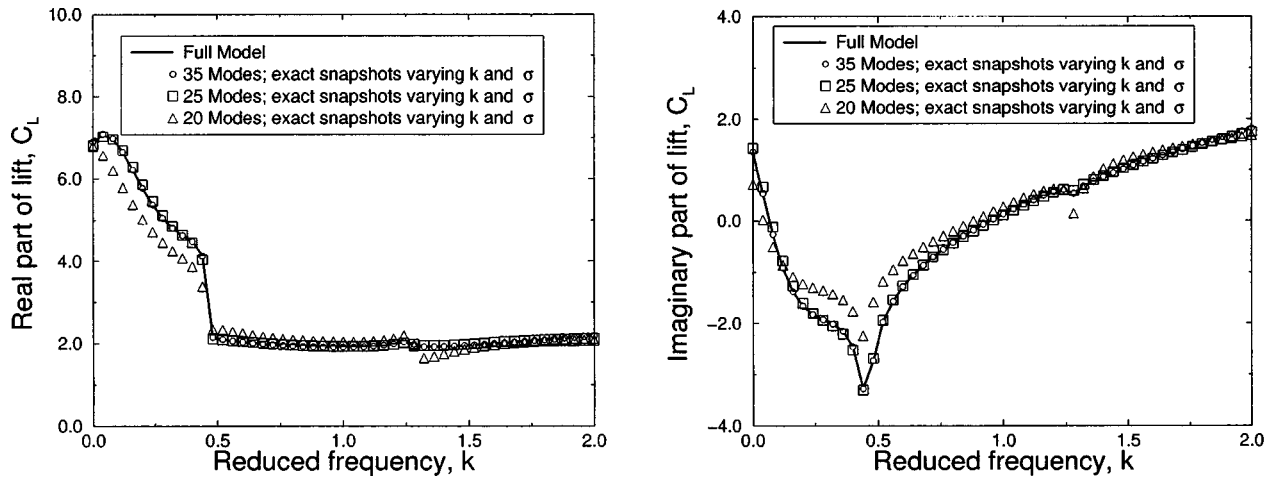 10.0
8.0
6.0
4.0
2.0
0.0
Real part of lift, C_L
Full Model
35 Modes; exact snapshots varying k and σ
25 Modes; exact snapshots varying k and σ
20 Modes; exact snapshots varying k and σ
0.0 0.5 1.0 1.5 2.0
Reduced frequency, k
4.0
2.0
0.0
−2.0
−4.0
Imaginary part of lift, C_L
Full Model
35 Modes; exact snapshots varying k and σ
25 Modes; exact snapshots varying k and σ
20 Modes; exact snapshots varying k and σ
0.0 0.5 1.0 1.5 2.0
Reduced frequency, k